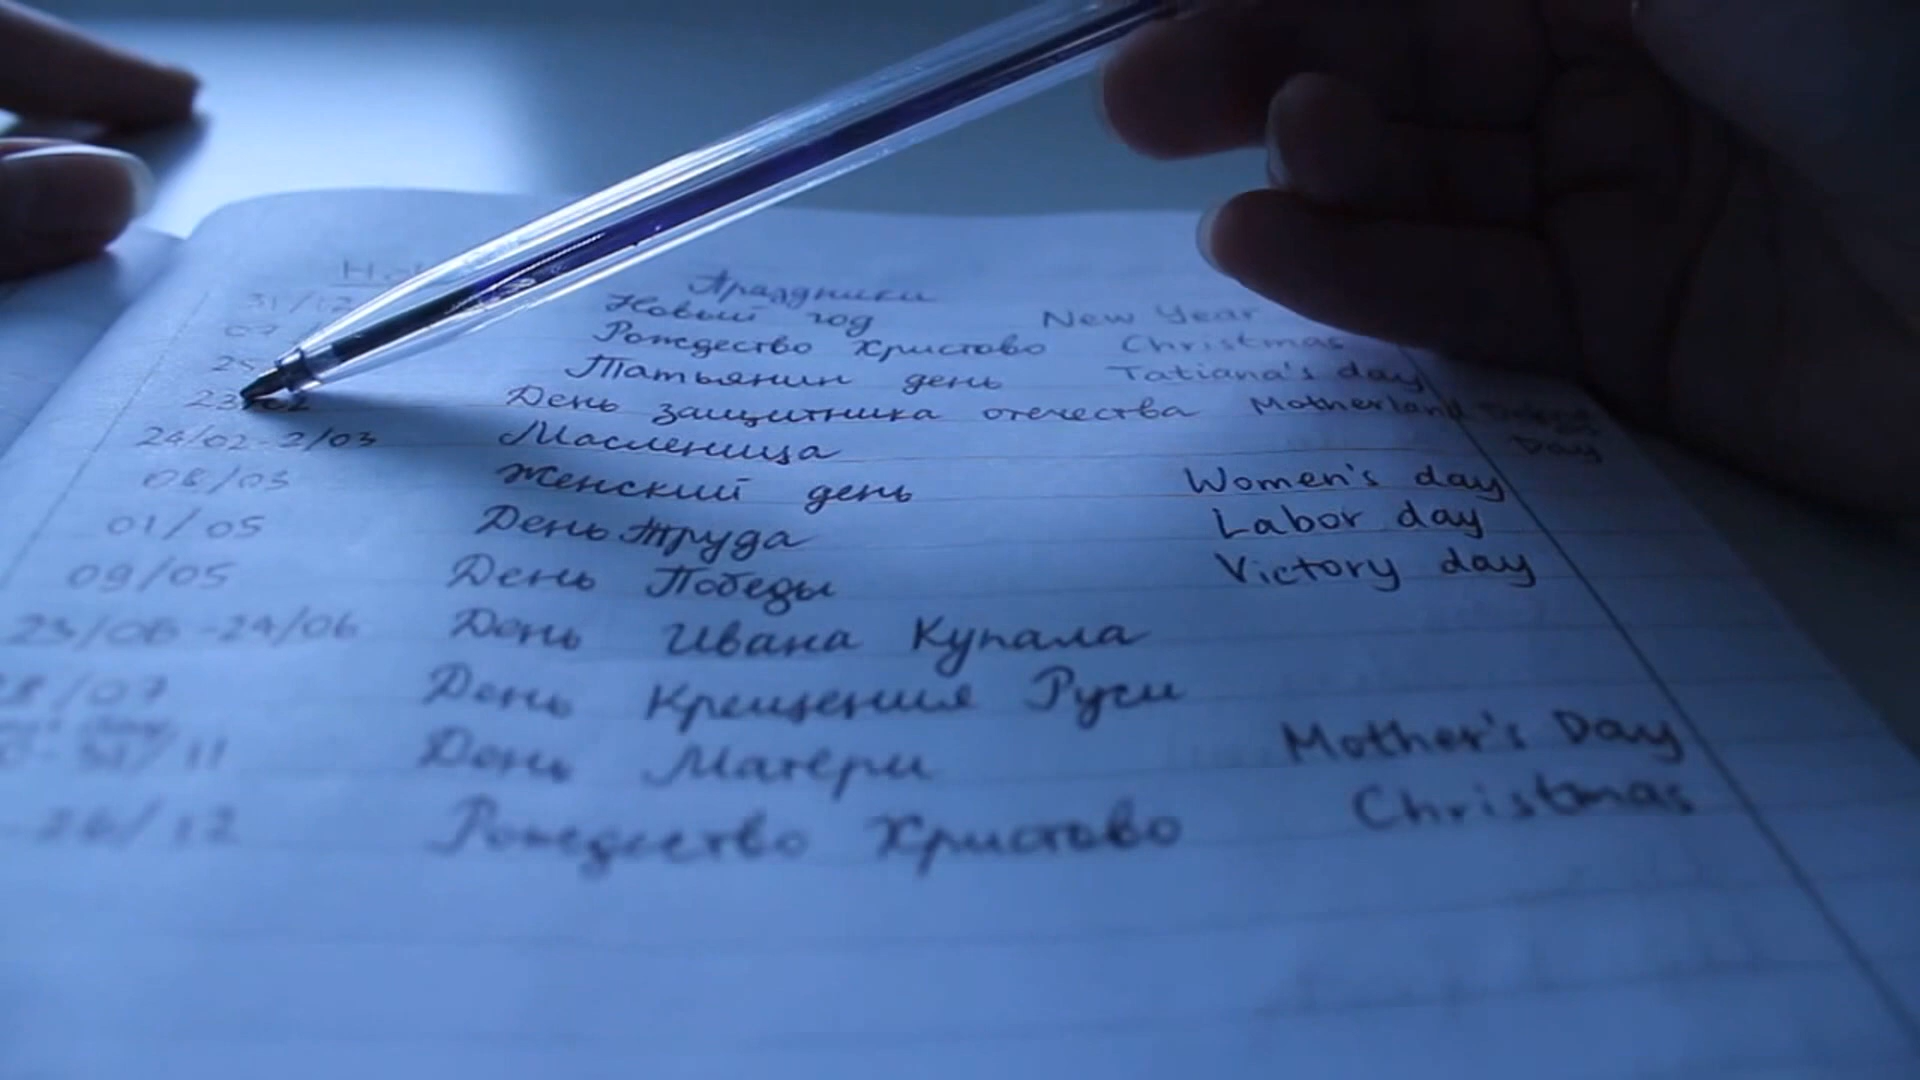 Праздники
31/12 Новый год New Year
Рождество Христово Christmas
Татьянин день Tatiana's day
День защитника отечества Motherland
Day
24/02-2/03 Масленица
08/03 Женский день Women's day
01/05 День Труда Labor day
09/05 День Победы Victory day
23/06-24/06 День Ивана Купала
День Крещения Руси
День Матери Mother's Day
Рождество Христово Christmas